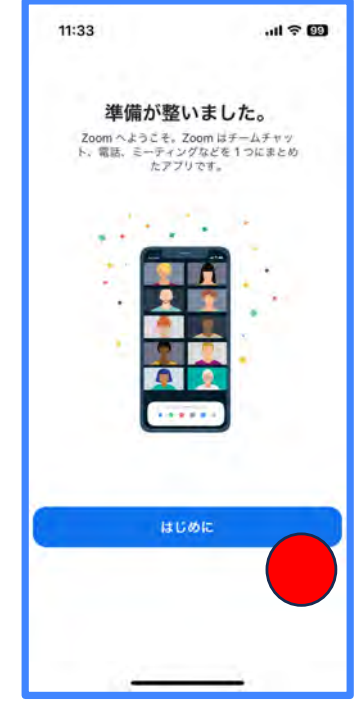 11:33
99
準備が整いました。
Zoom へようこそ。Zoom はチームチャッ
ト、電話、ミーティングなどを 1 つにまとめ
たアプリです。
はじめに